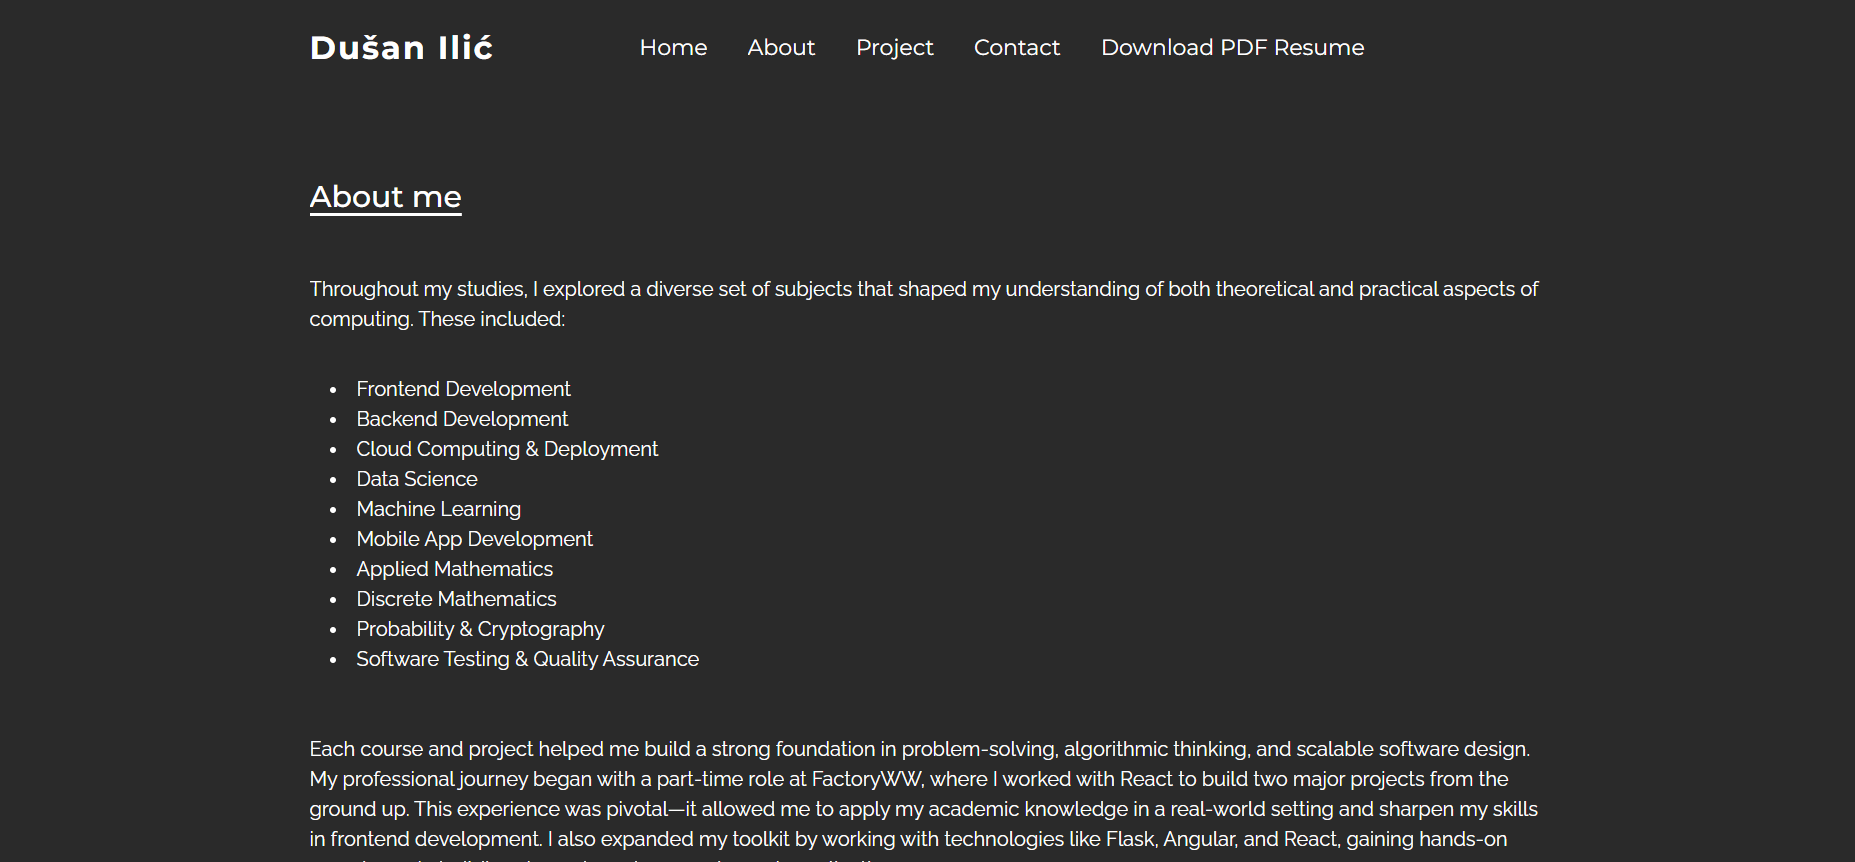 Dušan Ilić
Home About Project Contact Download PDF Resume
About me
Throughout my studies, I explored a diverse set of subjects that shaped my understanding of both theoretical and practical aspects of
computing. These included:
• Frontend Development
• Backend Development
• Cloud Computing & Deployment
• Data Science
• Machine Learning
• Mobile App Development
• Applied Mathematics
• Discrete Mathematics
• Probability & Cryptography
• Software Testing & Quality Assurance
Each course and project helped me build a strong foundation in problem-solving, algorithmic thinking, and scalable software design.
My professional journey began with a part-time role at FactoryWW, where I worked with React to build two major projects from the
ground up. This experience was pivotal—it allowed me to apply my academic knowledge in a real-world setting and sharpen my skills
in frontend development. I also expanded my toolkit by working with technologies like Flask, Angular, and React, gaining hands-on